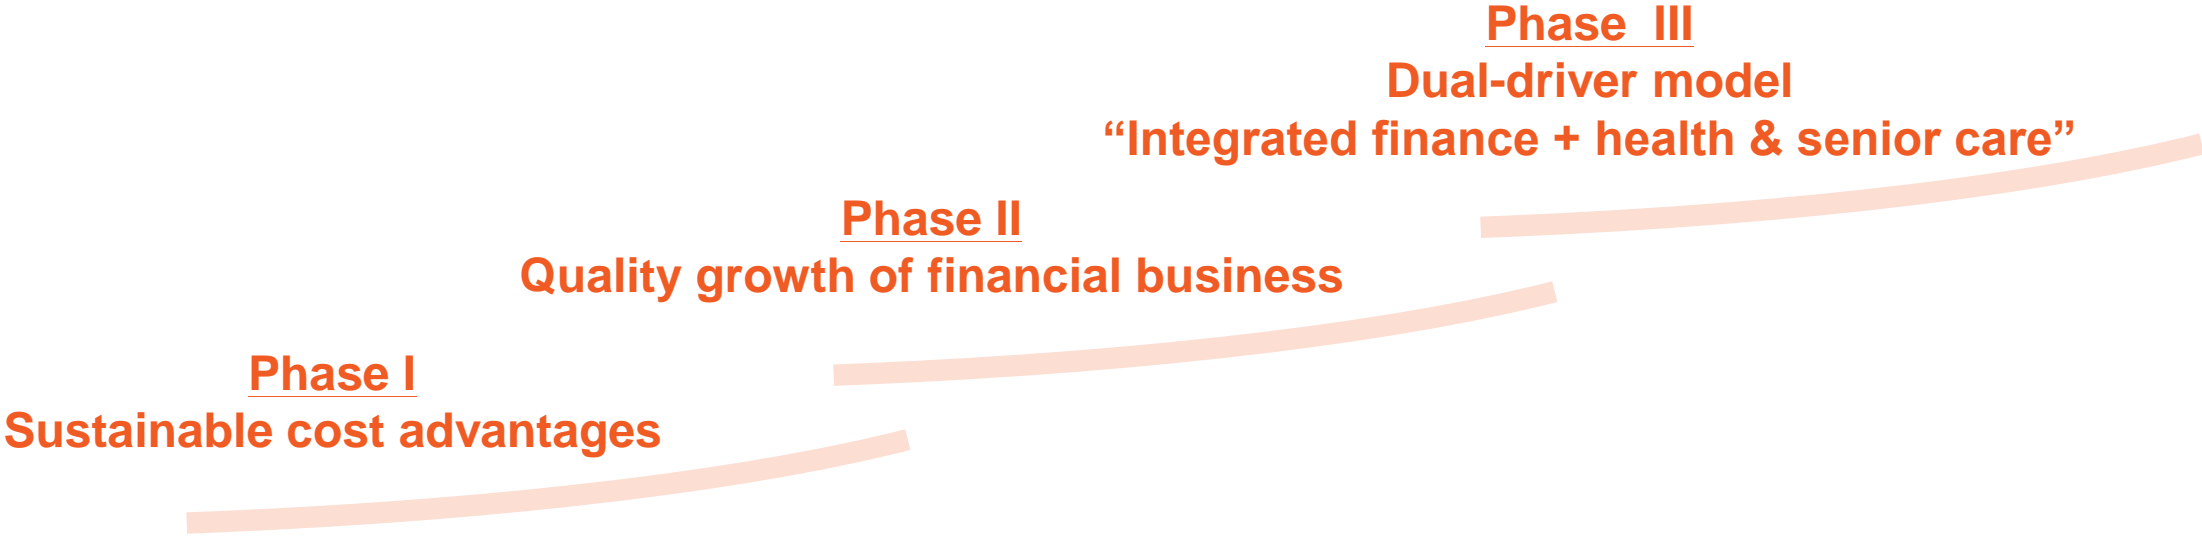 Phase III
Dual-driver model
“Integrated finance + health & senior care”
Phase II
Quality growth of financial business
Phase I
Sustainable cost advantages